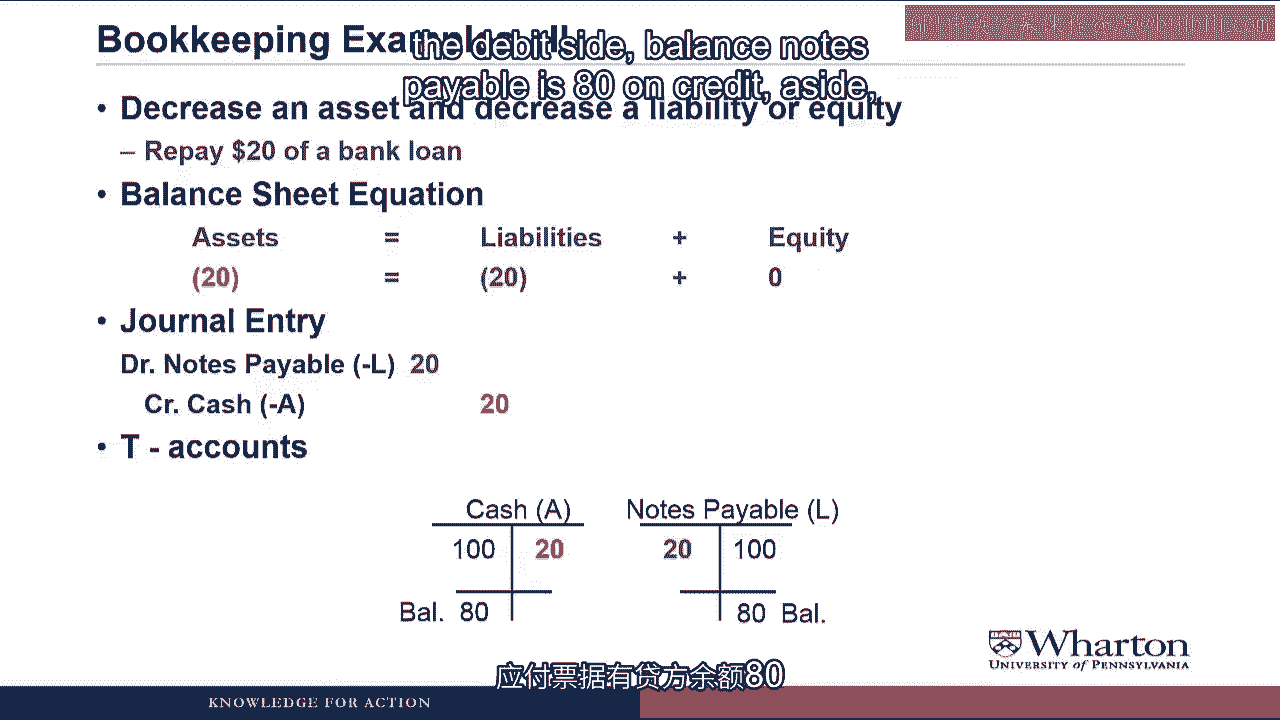 Bookkeeping
the debit side, balance notes
payable is 80 on credit, aside,
• Decrease an asset and decrease a liability or equity
– Repay $20 of a bank loan
• Balance Sheet Equation
Assets = Liabilities + Equity
(20) = (20) + 0
• Journal Entry
Dr. Notes Payable (-L) 20
Cr. Cash (-A) 20
• T - accounts
Cash (A) Notes Payable (L)
100 20 20 100
Bal. 80 80 Bal.
Wharton
UNIVERSITY of PENNSYLVANIA
应付票据有贷方余额80
KNOWLEDGE FOR ACTION